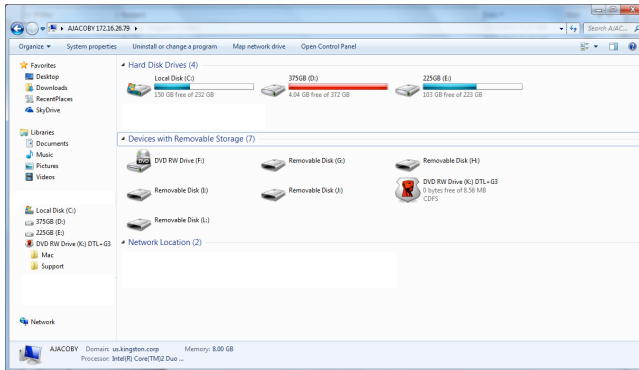 AJACOBY 172.16.26.79
Search AJAC...
Organize
System properties
Uninstall or change a program
Map network drive
Open Control Panel
Favorites
Desktop
Downloads
RecentPlaces
SkyDrive
Libraries
Documents
Music
Pictures
Videos
Local Disk (C:)
375GB (D:)
225GB (E:)
DVD RW Drive (K:) DTL+G3
Mac
Support
Network
Hard Disk Drives (4)
Local Disk (C:)
150 GB free of 232 GB
375GB (D:)
4.04 GB free of 372 GB
225GB (E:)
103 GB free of 223 GB
Devices with Removable Storage (7)
DVD RW Drive (F:)
Removable Disk (G:)
Removable Disk (H:)
Removable Disk (I:)
Removable Disk (J:)
DVD RW Drive (K:) DTL+G3
0 bytes free of 8.56 MB
CDFS
Removable Disk (L:)
Network Location (2)
AJACOBY Domain: us.kingston.corp Memory: 8.00 GB
Processor: Intel(R) Core(TM)2 Duo ...